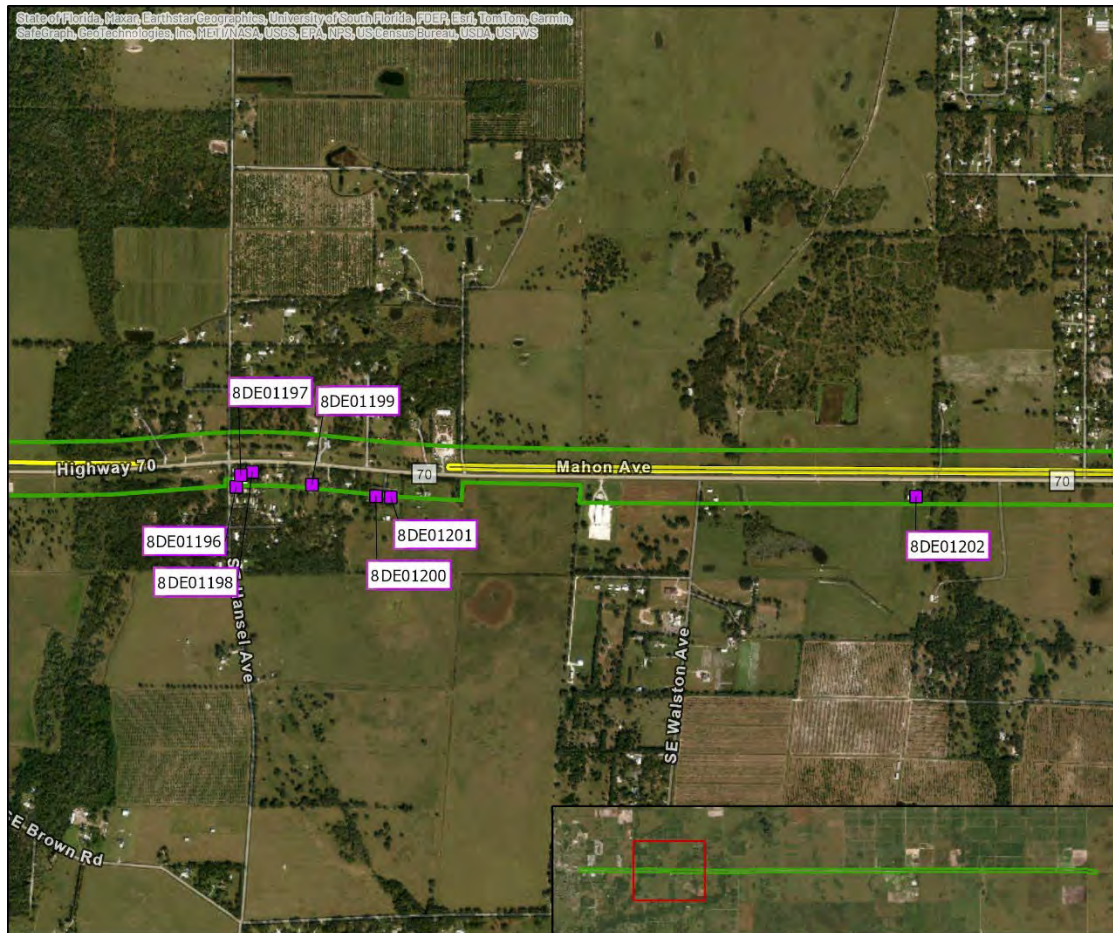 State of Florida, Maxar, Earthstar Geographics, University of South Florida, FDEP, Esri, TomTom, Garmin,
SafeGraph, GeoTechnologies, Inc, METI/NASA, USGS, EPA, NPS, US Census Bureau, USDA, USFWS
8DE01197
8DE01199
Highway 70
70
Mahon Ave
70
8DE01196
8DE01201
8DE01202
8DE01198
8DE01200
Hansel Ave
SE Walston Ave
SE Brown Rd